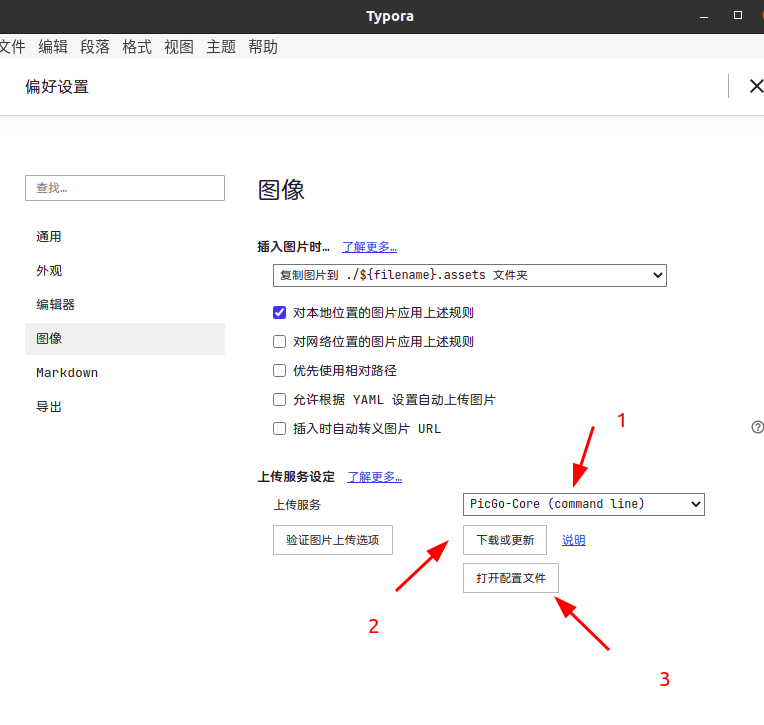 Typora
文件 编辑 段落 格式 视图 主题 帮助
偏好设置
查找…
图像
通用
外观
编辑器
图像
Markdown
导出
插入图片时… 了解更多…
复制图片到 ./${filename}.assets 文件夹
对本地位置的图片应用上述规则
对网络位置的图片应用上述规则
优先使用相对路径
允许根据 YAML 设置自动上传图片
插入时自动转义图片 URL
1
上传服务设定 了解更多…
上传服务 PicGo-Core (command line)
验证图片上传选项 下载或更新 说明
打开配置文件
2
3